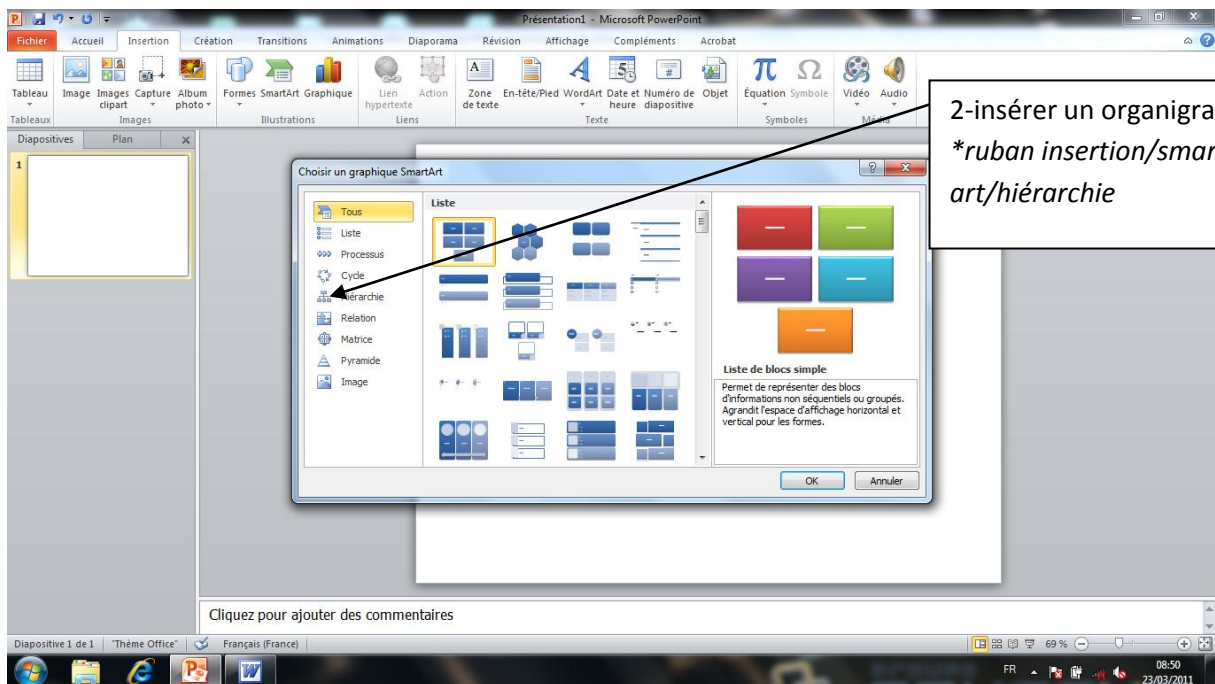 Présentation1 - Microsoft PowerPoint
Fichier Accueil Insertion Création Transitions Animations Diaporama Révision Affichage Compléments Acrobat
Tableau Image Images clipart Capture Album photo Formes SmartArt Graphique Lien hypertexte Action Zone de texte En-tête/Pied WordArt Date et heure Numéro de diapositive Objet Équation Symbole Vidéo Audio
Tableaux Images Illustrations Liens Texte Symboles Média
2-insérer un organigra
*ruban insertion/smar
art/hiérarchie
Diapositives Plan
1
Choisir un graphique SmartArt
Tous
Liste
Processus
Cycle
Hiérarchie
Relation
Matrice
Pyramide
Image
Liste
Liste de blocs simple
Permet de représenter des blocs
d'informations non séquentiels ou groupés.
Agrandit l'espace d'affichage horizontal et
vertical pour les formes.
OK Annuler
Cliquez pour ajouter des commentaires
Diapositive 1 de 1 "Thème Office" Français (France) 69 %
FR 08:50
23/03/2011